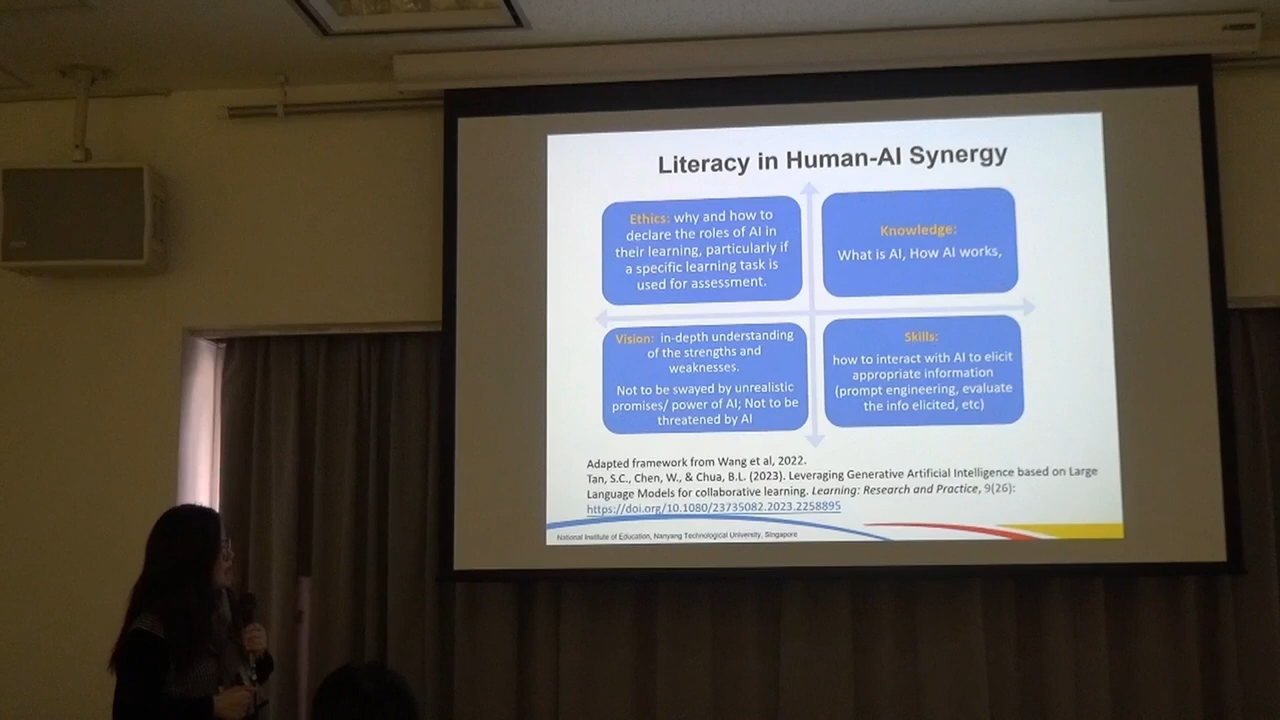 Literacy in Human-AI Synergy
Ethics: why and how to
declare the roles of AI in
their learning, particularly if
a specific learning task is
used for assessment.
Knowledge:
What is AI, How AI works,
Vision: in-depth understanding
of the strengths and
weaknesses.
Not to be swayed by unrealistic
promises/ power of AI; Not to be
threatened by AI
Skills:
how to interact with AI to elicit
appropriate information
(prompt engineering, evaluate
the info elicited, etc)
Adapted framework from Wang et al, 2022.
Tan, S.C., Chen, W., & Chua, B.L. (2023). Leveraging Generative Artificial Intelligence based on Large
Language Models for collaborative learning. Learning: Research and Practice, 9(26):
https://doi.org/10.1080/23735082.2023.2258895
National Institute of Education, Nanyang Technological University, Singapore